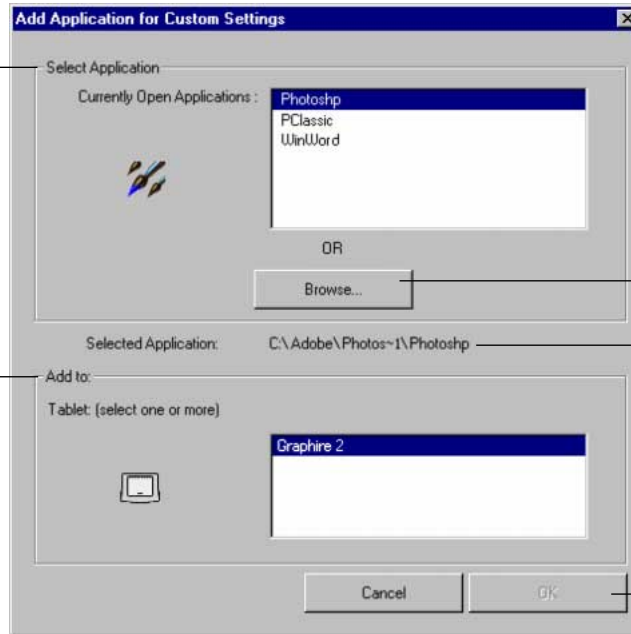 Add Application for Custom Settings
Select Application
Currently Open Applications :
Photoshp
PClassic
WinWord
OR
Browse...
Selected Application:
C:\Adobe\Photos~1\Photoshp
Add to:
Tablet: (select one or more)
Graphire 2
Cancel
OK